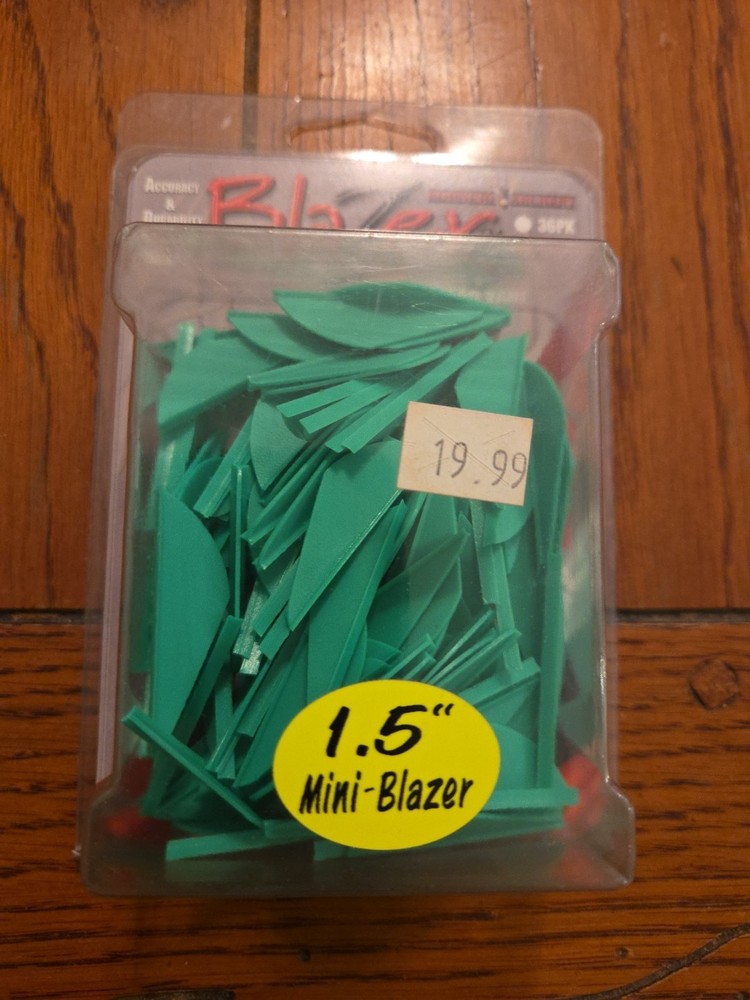 ACCURACY
&
DURABILITY
Blazer
36PK
19.99
1.5"
Mini-Blazer